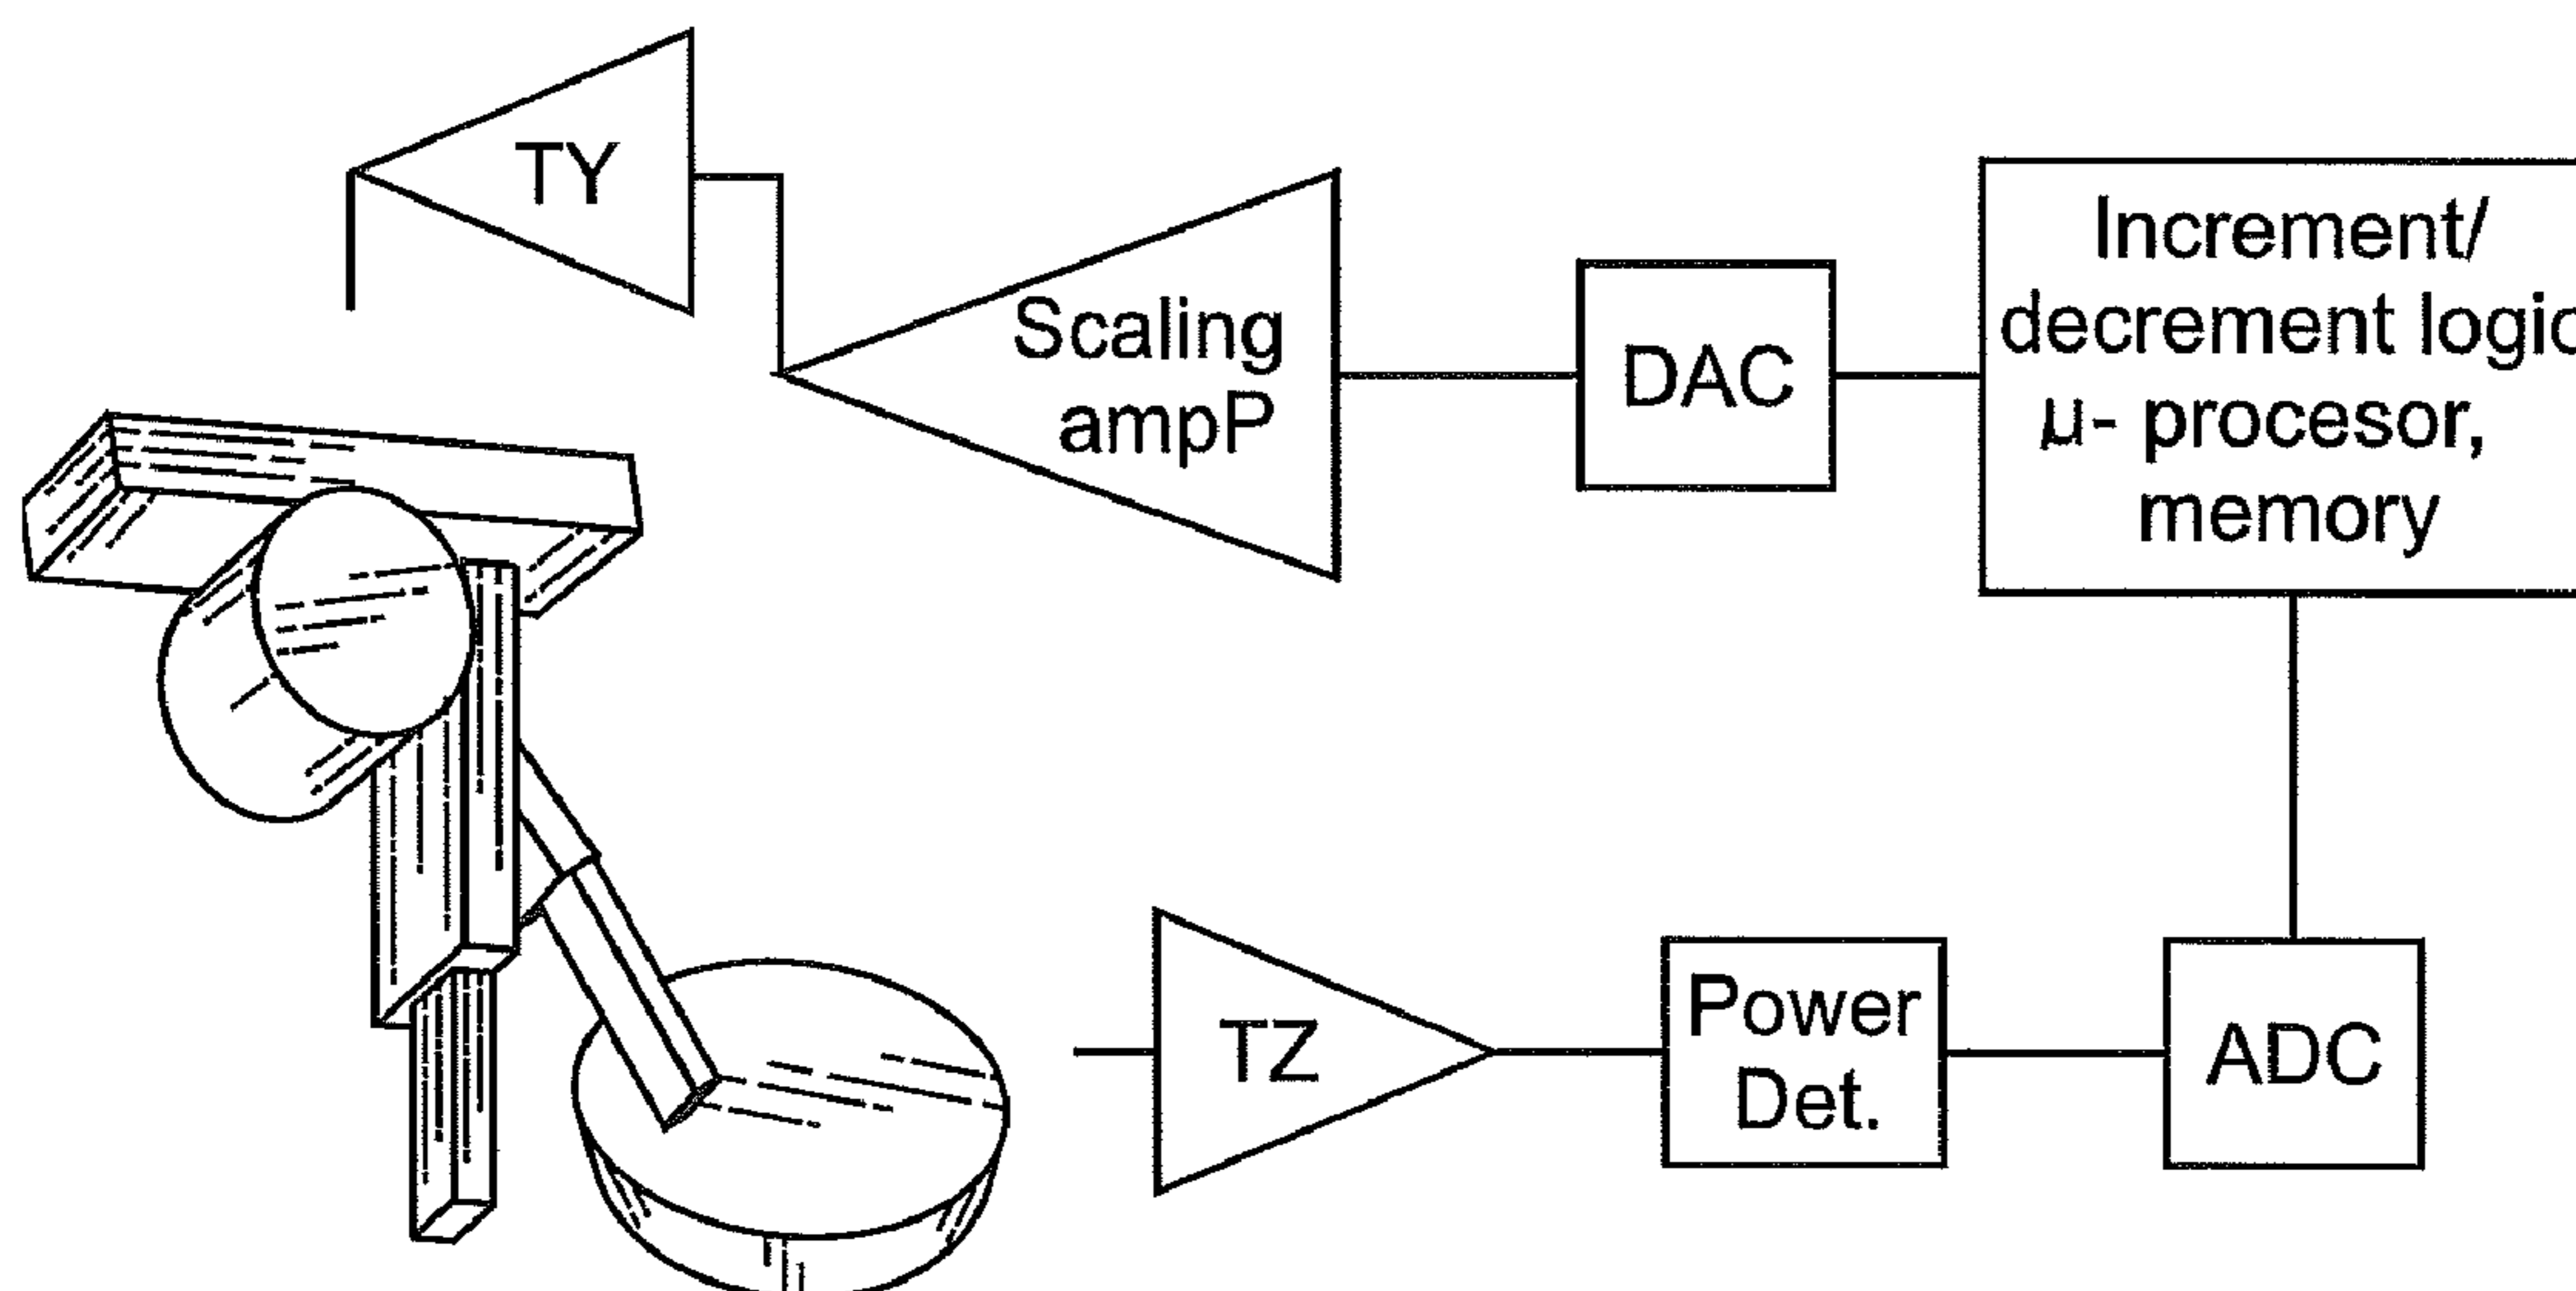 TY
Scaling
ampP
DAC
Increment/
decrement logic
μ- procesor,
memory
TZ
Power
Det.
ADC